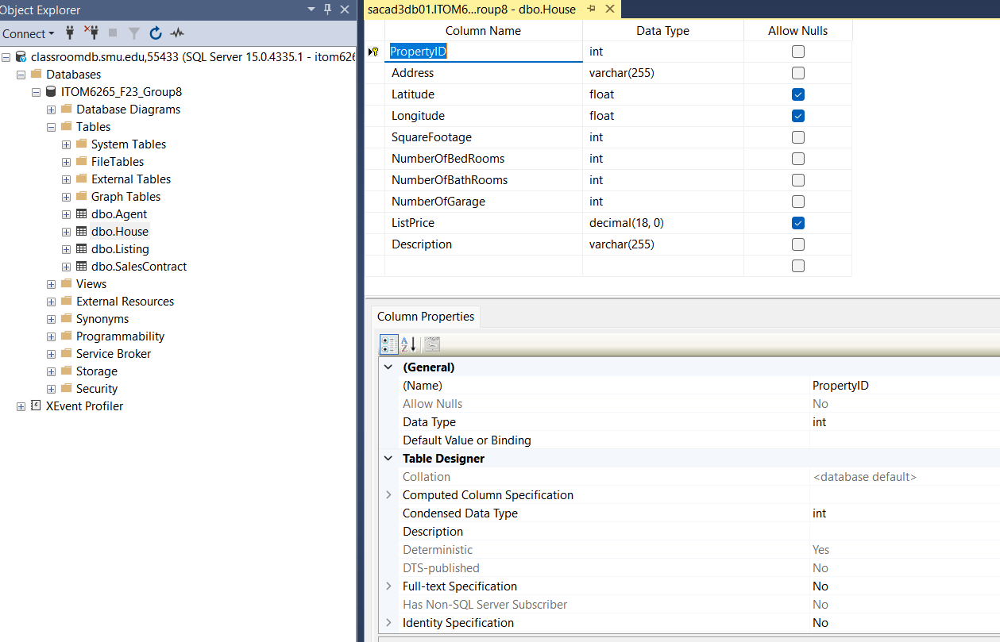 Object Explorer
Connect
classroomdb.smu.edu,55433 (SQL Server 15.0.4335.1 - itom626
Databases
ITOM6265_F23_Group8
Database Diagrams
Tables
System Tables
FileTables
External Tables
Graph Tables
dbo.Agent
dbo.House
dbo.Listing
dbo.SalesContract
Views
External Resources
Synonyms
Programmability
Service Broker
Storage
Security
XEvent Profiler
sacad3db01.ITOM6...roup8 - dbo.House
Column Name Data Type Allow Nulls
PropertyID int
Address varchar(255)
Latitude float
Longitude float
SquareFootage int
NumberOfBedRooms int
NumberOfBathRooms int
NumberOfGarage int
ListPrice decimal(18, 0)
Description varchar(255)
Column Properties
(General)
(Name) PropertyID
Allow Nulls No
Data Type int
Default Value or Binding
Table Designer
Collation <database default>
Computed Column Specification
Condensed Data Type int
Description
Deterministic Yes
DTS-published No
Full-text Specification No
Has Non-SQL Server Subscriber No
Identity Specification No